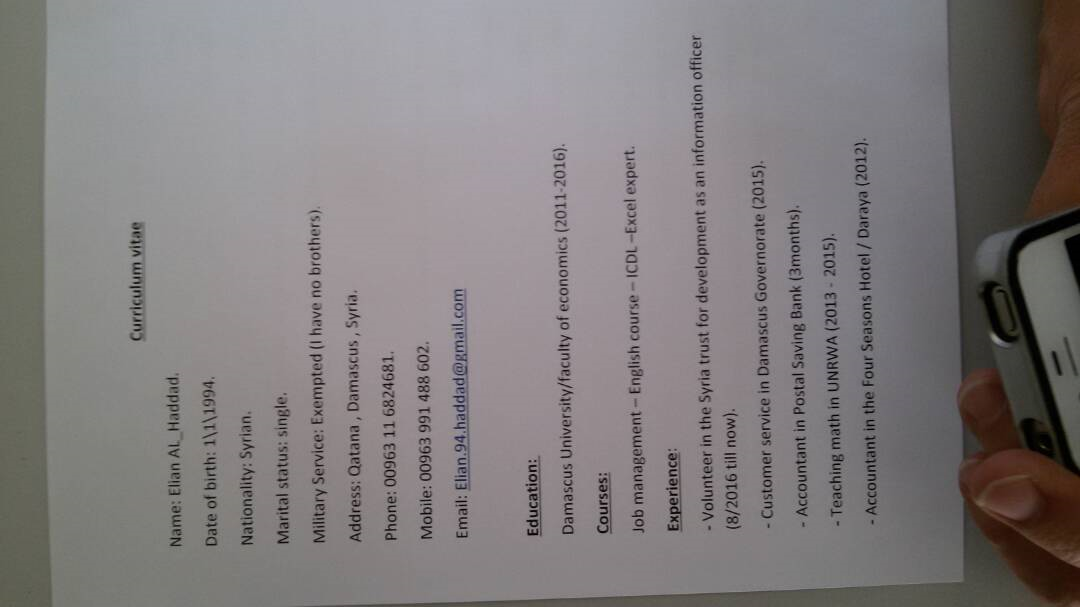 Curriculum vitae
Name: Elian AL_Haddad.
Date of birth: 1\1\1994.
Nationality: Syrian.
Marital status: single.
Military Service: Exempted (I have no brothers).
Address: Qatana , Damascus , Syria.
Phone: 00963 11 6824681.
Mobile: 00963 991 488 602.
Email: Elian.94.haddad@gmail.com
Education:
Damascus University/faculty of economics (2011-2016).
Courses:
Job management – English course – ICDL –Excel expert.
Experience:
- Volunteer in the Syria trust for development as an information officer
(8/2016 till now).
- Customer service in Damascus Governorate (2015).
- Accountant in Postal Saving Bank (3months).
- Teaching math in UNRWA (2013 - 2015).
- Accountant in the Four Seasons Hotel / Daraya (2012).